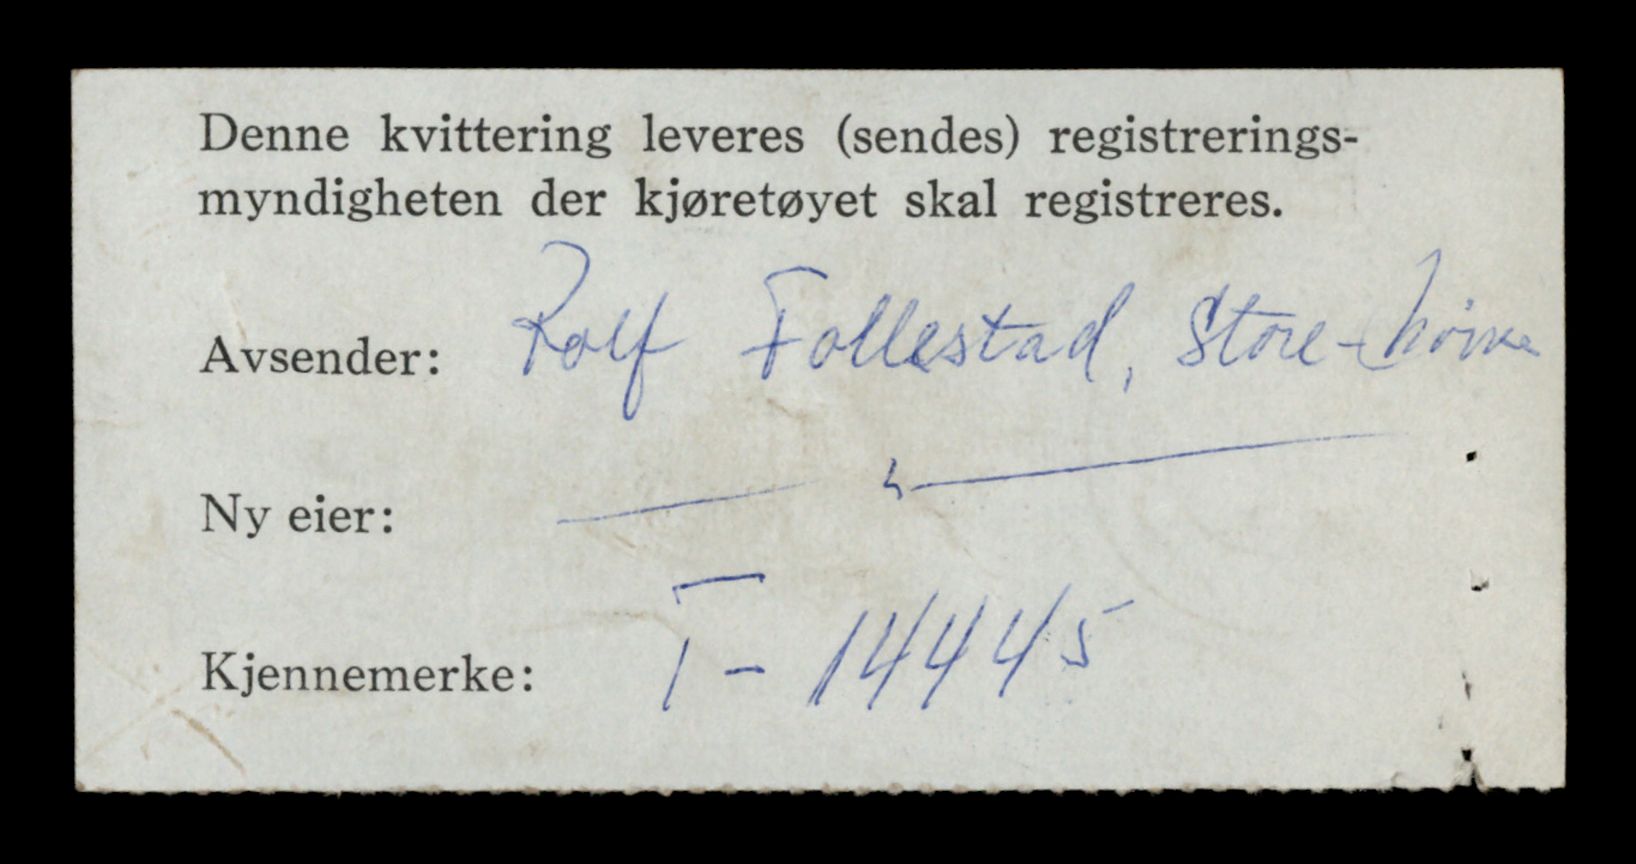 Denne kvittering leveres (sendes) registrerings-
myndigheten der kjøretøyet skal registreres.
Avsender: Rolf Follestad, Store-
Ny eier:
Kjennemerke: T - 14445